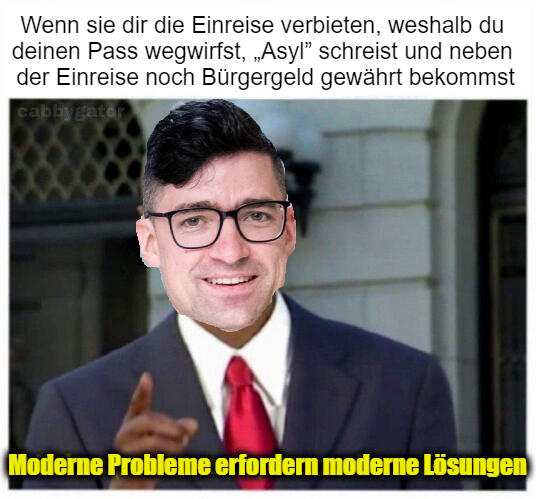 Wenn sie dir die Einreise verbieten, weshalb du
deinen Pass wegwirfst, „Asyl” schreist und neben
der Einreise noch Bürgergeld gewährt bekommst
cabbygator
Moderne Probleme erfordern moderne Lösungen